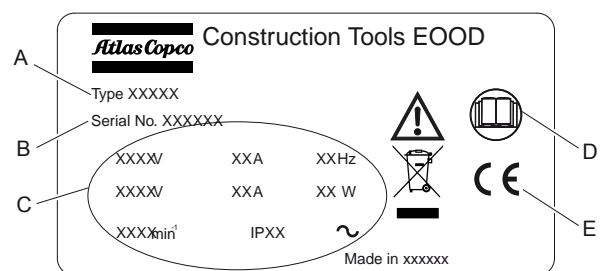 Atlas Copco Construction Tools EOOD
A
Type XXXXX
Serial No. XXXXXX
B
XXXXV XXA XXHz
D
XXXXV XXA XX W
CE
C
E
XXXXmin-1 IPXX
Made in xxxxxx